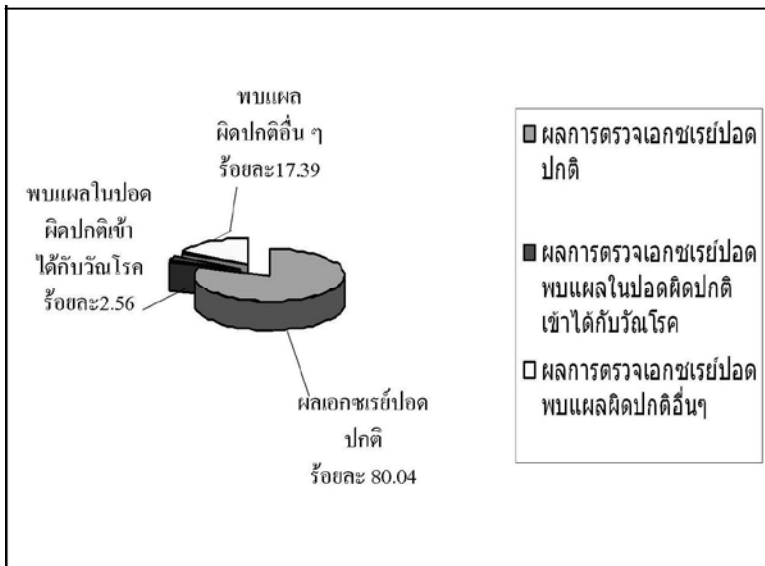 พบแผล
ผิดปกติอื่น ๆ
ร้อยละ17.39
พบแผลในปอด
ผิดปกติเข้า
ได้กับวัณโรค
ร้อยละ2.56
ผลเอกซเรย์ปอด
ปกติ
ร้อยละ 80.04
ผลการตรวจเอกซเรย์ปอด
ปกติ
ผลการตรวจเอกซเรย์ปอด
พบแผลในปอดผิดปกติ
เข้าได้กับวัณโรค
ผลการตรวจเอกซเรย์ปอด
พบแผลผิดปกติอื่นๆ